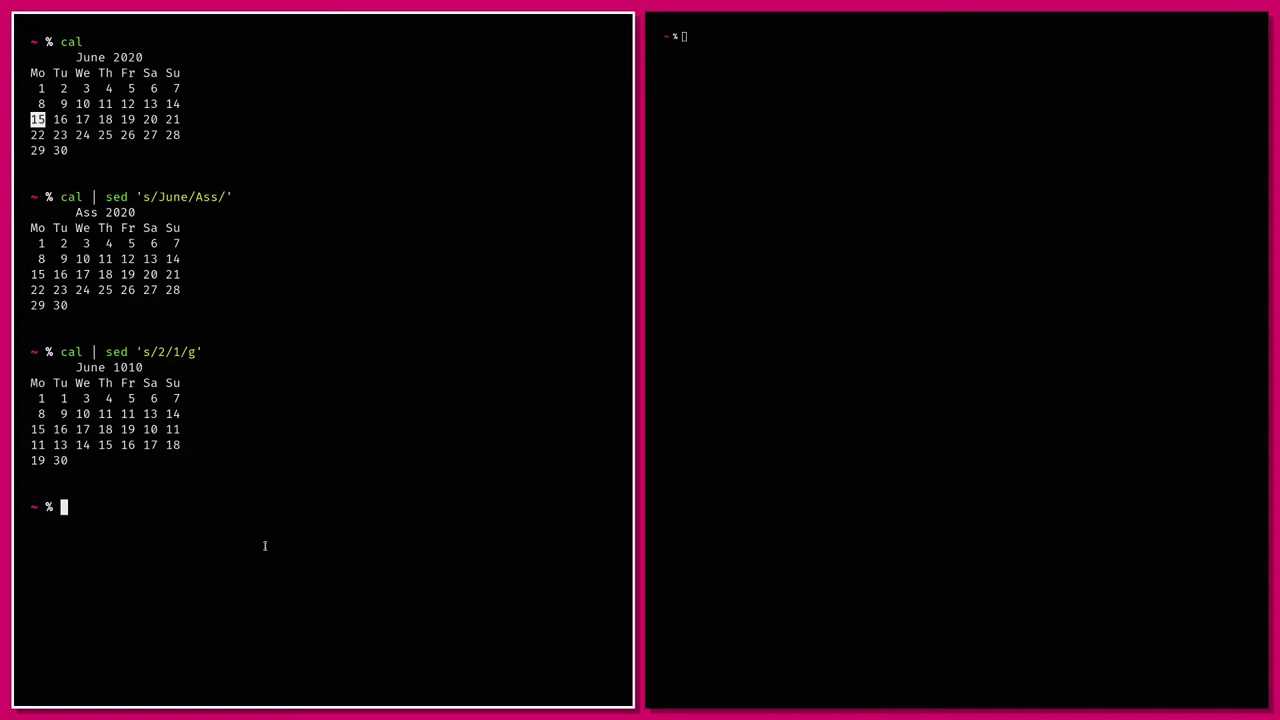 ~ % cal
June 2020
Mo Tu We Th Fr Sa Su
1 2 3 4 5 6 7
8 9 10 11 12 13 14
15 16 17 18 19 20 21
22 23 24 25 26 27 28
29 30
~ % cal | sed 's/June/Ass/'
Ass 2020
Mo Tu We Th Fr Sa Su
1 2 3 4 5 6 7
8 9 10 11 12 13 14
15 16 17 18 19 20 21
22 23 24 25 26 27 28
29 30
~ % cal | sed 's/2/1/g'
June 1010
Mo Tu We Th Fr Sa Su
1 1 3 4 5 6 7
8 9 10 11 11 13 14
15 16 17 18 19 10 11
11 13 14 15 16 17 18
19 30
~ %
~ %